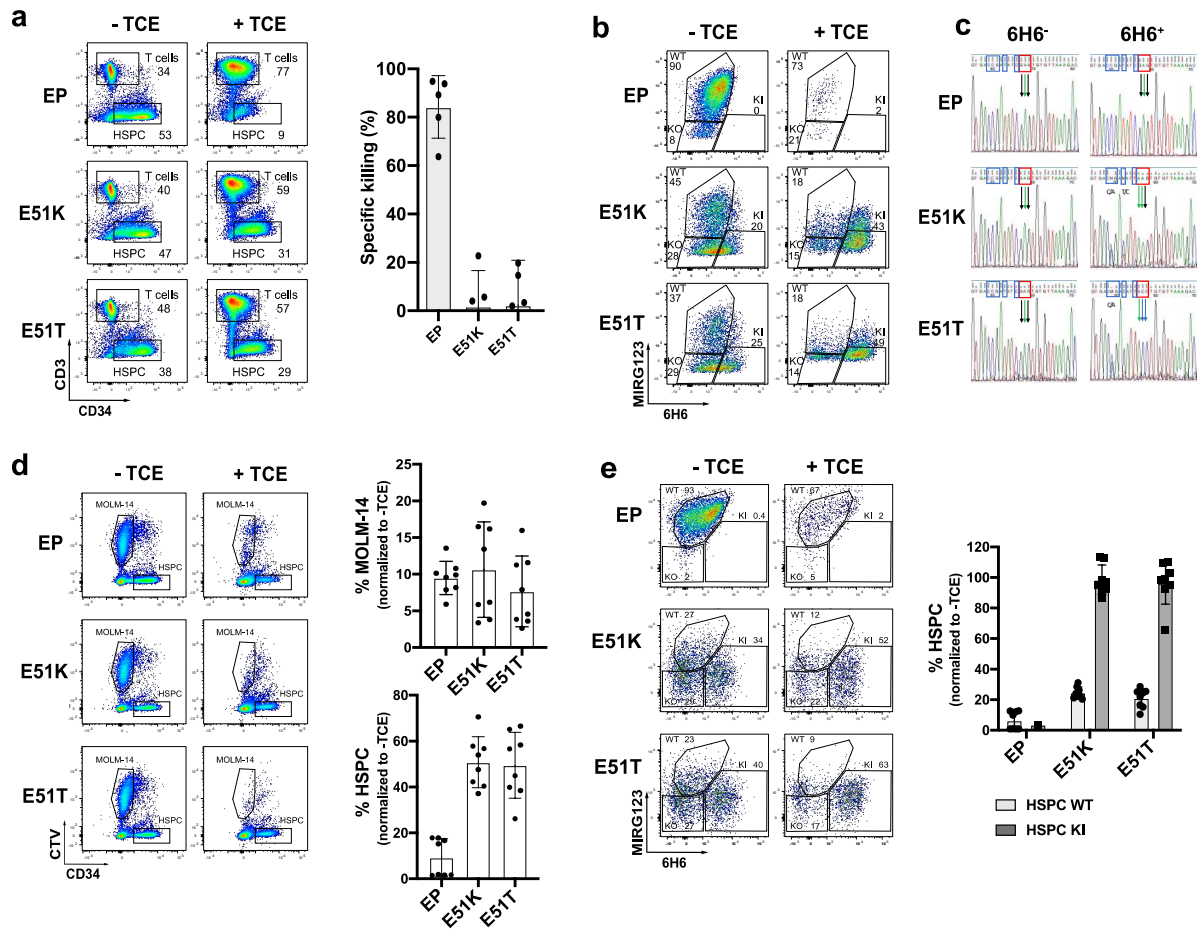 a
- TCE
+ TCE
EP
T cells
34
HSPC 53
T cells
77
HSPC 9
E51K
T cells
40
HSPC 47
T cells
59
HSPC 31
E51T
T cells
48
HSPC 38
T cells
57
HSPC 29
CD3
CD34
Specific killing (%)
100
80
60
40
20
0
EP
E51K
E51T
b
- TCE
+ TCE
EP
WT
90
KI
0
KO
8
WT
73
KI
2
KO
21
E51K
WT
45
KI
20
KO
28
WT
18
KI
43
KO
15
E51T
WT
37
KI
25
KO
29
WT
18
KI
49
KO
14
MIRG123
6H6
c
6H6-
6H6+
EP
E51K
E51T
d
- TCE
+ TCE
EP
MOLM-14
HSPC
MOLM-14
HSPC
E51K
MOLM-14
HSPC
MOLM-14
HSPC
E51T
MOLM-14
HSPC
MOLM-14
HSPC
CTV
CD34
% MOLM-14
(normalized to -TCE)
25
20
15
10
5
0
EP
E51K
E51T
% HSPC
(normalized to -TCE)
80
60
40
20
0
EP
E51K
E51T
e
- TCE
+ TCE
EP
WT 93
KI 0.4
KO 2
WT 67
KI 2
KO 5
E51K
WT 27
KI 34
WT 12
KI 52
KO 22
E51T
WT 23
KI 40
KO 27
WT 9
KI 63
KO 17
MIRG123
6H6
% HSPC
(normalized to -TCE)
120
100
80
60
40
20
0
EP
E51K
E51T
HSPC WT
HSPC KI